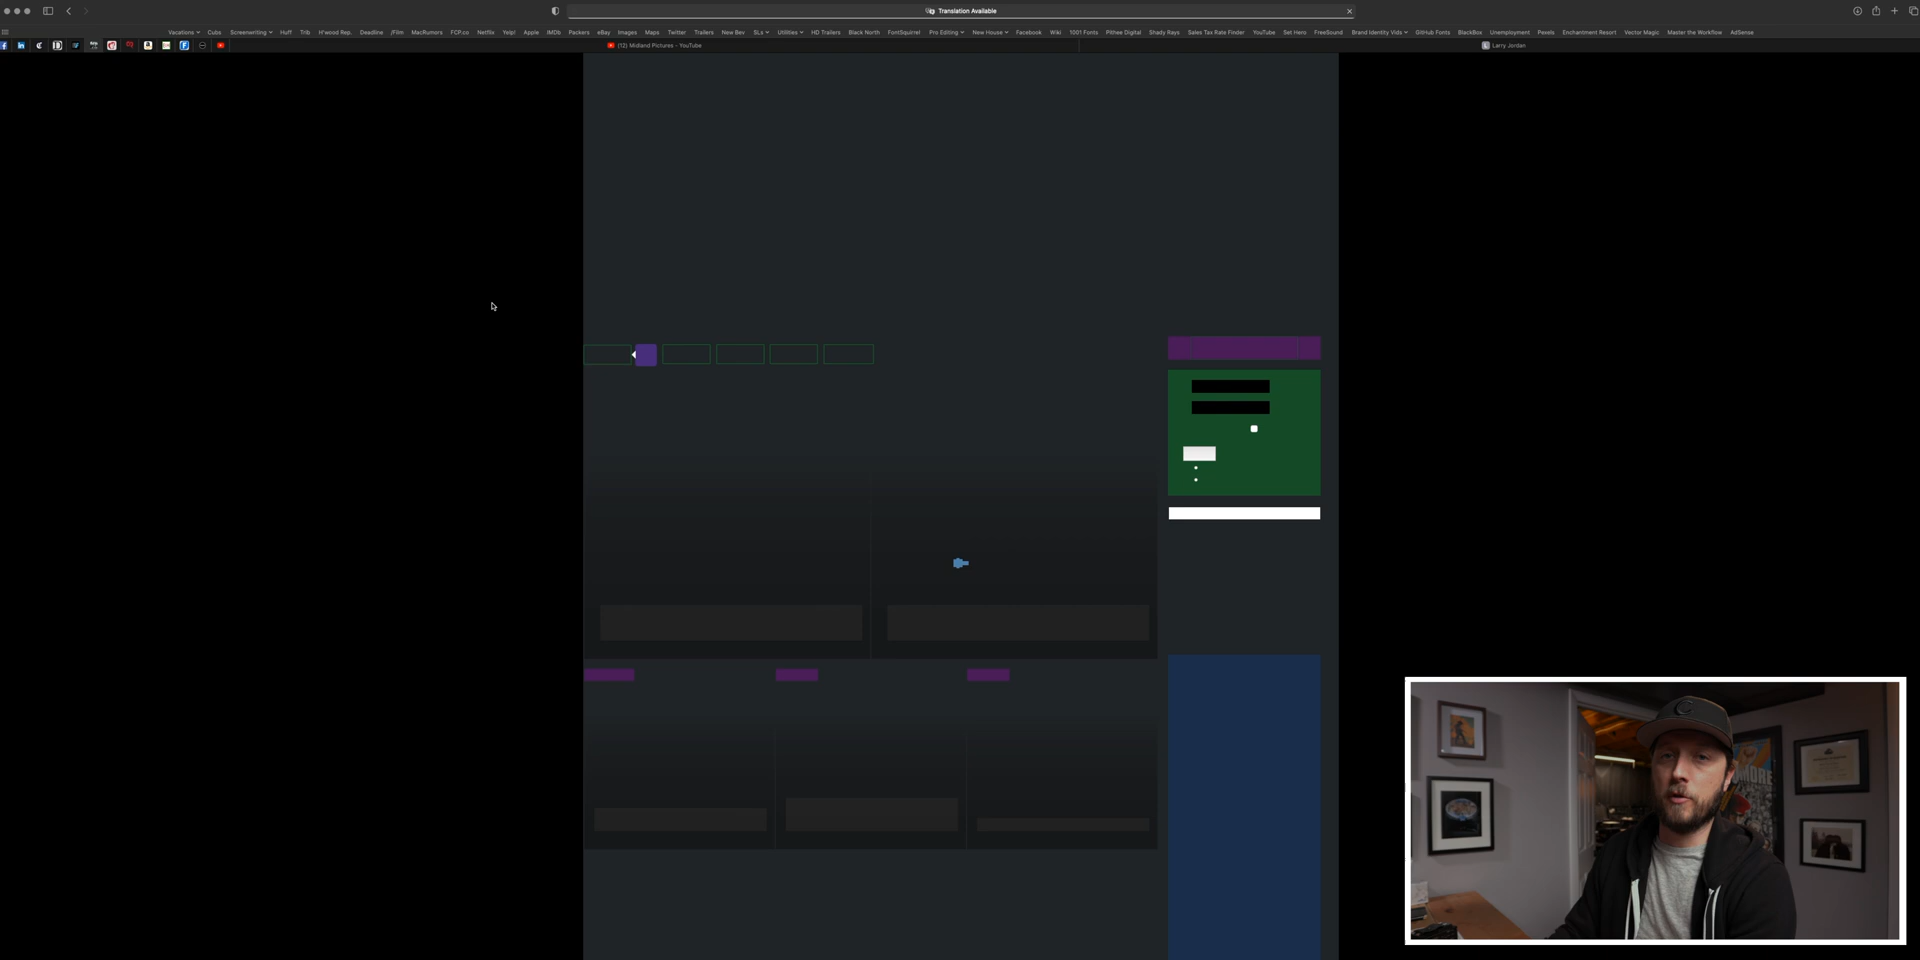 Translation Available
Vacations Cubs Screenwriting Huff Trib H'wood Rep. Deadline /Film MacRumors FCP.co Netflix Yelp! Apple IMDb Packers eBay Images Maps Twitter Trailers New Bev SLs Utilities HD Trailers Black North FontSquirrel Pro Editing New House Facebook Wiki 1001 Fonts Pithee Digital Shady Rays Sales Tax Rate Finder YouTube Set Hero FreeSound Brand Identity Vids GitHub Fonts BlackBox Unemployment Pexels Enchantment Resort Vector Magic Master the Workflow AdSense
(12) Midland Pictures - YouTube
L Larry Jordan
C
MORE